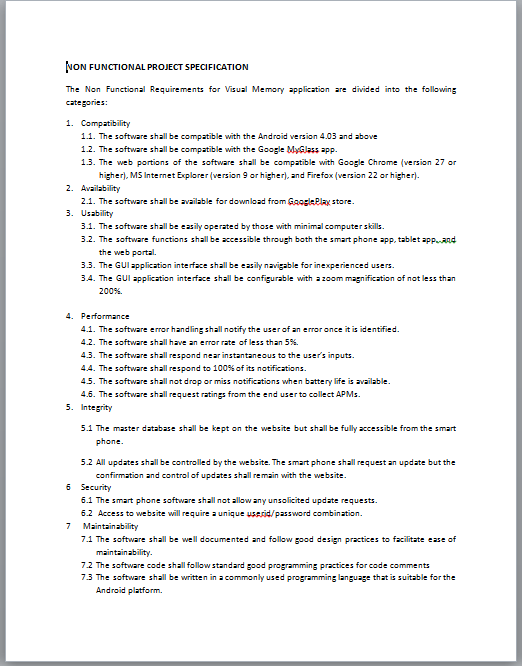 NON FUNCTIONAL PROJECT SPECIFICATION
The Non Functional Requirements for Visual Memory application are divided into the following
categories:
1. Compatibility
1.1. The software shall be compatible with the Android version 4.03 and above
1.2. The software shall be compatible with the Google MyGlass app.
1.3. The web portions of the software shall be compatible with Google Chrome (version 27 or
higher), MS Internet Explorer (version 9 or higher), and Firefox (version 22 or higher).
2. Availability
2.1. The software shall be available for download from GooglePlay store.
3. Usability
3.1. The software shall be easily operated by those with minimal computer skills.
3.2. The software functions shall be accessible through both the smart phone app, tablet app, and
the web portal.
3.3. The GUI application interface shall be easily navigable for inexperienced users.
3.4. The GUI application interface shall be configurable with a zoom magnification of not less than
200%.
4. Performance
4.1. The software error handling shall notify the user of an error once it is identified.
4.2. The software shall have an error rate of less than 5%.
4.3. The software shall respond near instantaneous to the user's inputs.
4.4. The software shall respond to 100% of its notifications.
4.5. The software shall not drop or miss notifications when battery life is available.
4.6. The software shall request ratings from the end user to collect APMs.
5. Integrity
5.1 The master database shall be kept on the website but shall be fully accessible from the smart
phone.
5.2 All updates shall be controlled by the website. The smart phone shall request an update but the
confirmation and control of updates shall remain with the website.
6 Security
6.1 The smart phone software shall not allow any unsolicited update requests.
6.2 Access to website will require a unique userid/password combination.
7 Maintainability
7.1 The software shall be well documented and follow good design practices to facilitate ease of
maintainability.
7.2 The software code shall follow standard good programming practices for code comments
7.3 The software shall be written in a commonly used programming language that is suitable for the
Android platform.